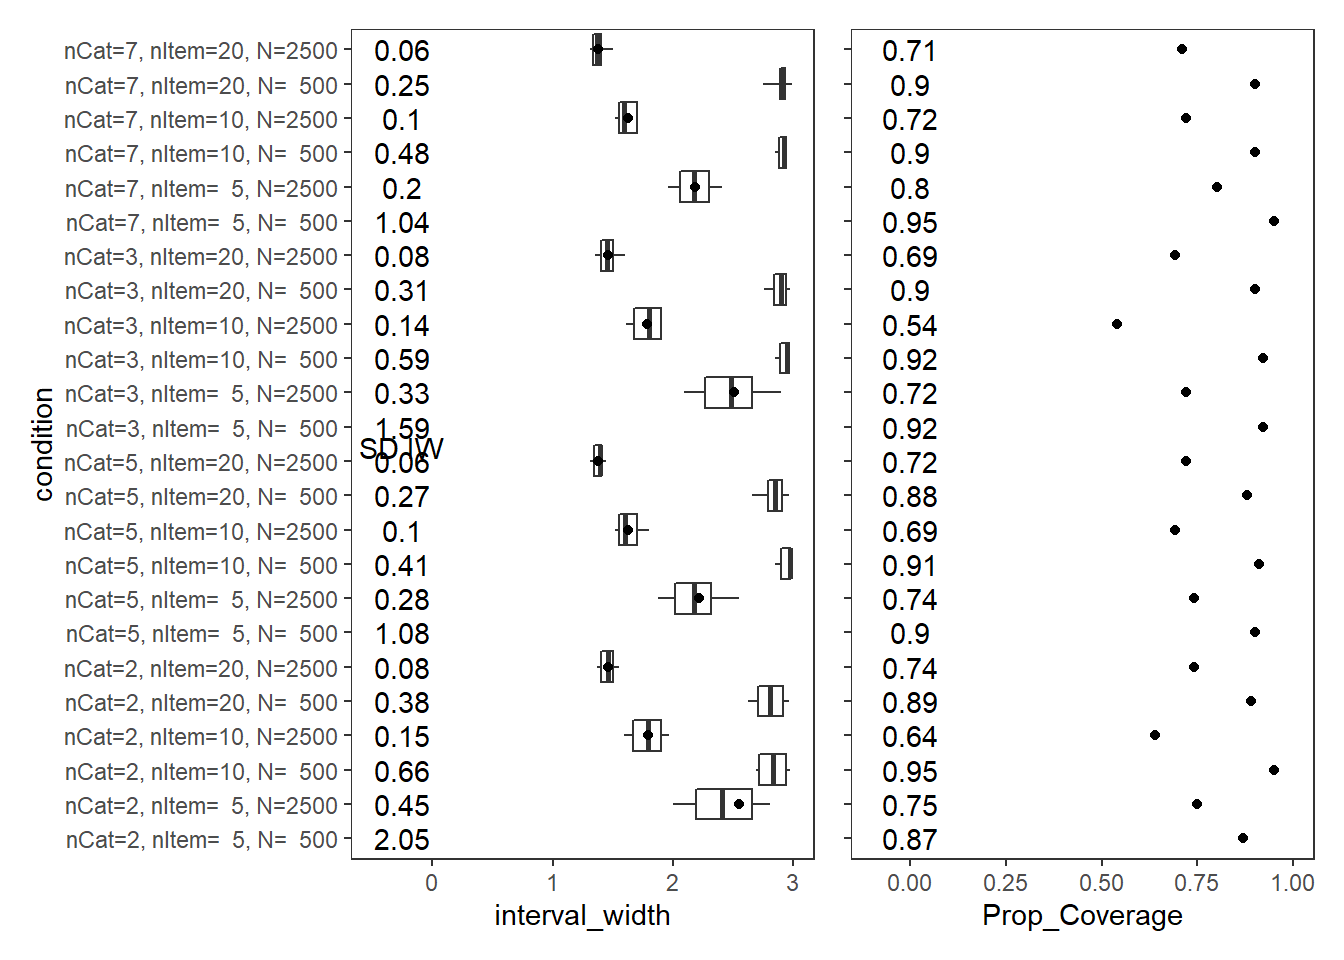 nCat=7, nItem=20, N=2500 0.06 0.71
nCat=7, nItem=20, N= 500 0.25 0.9
nCat=7, nItem=10, N=2500 0.1 0.72
nCat=7, nItem=10, N= 500 0.48 0.9
nCat=7, nItem= 5, N=2500 0.2 0.8
nCat=7, nItem= 5, N= 500 1.04 0.95
nCat=3, nItem=20, N=2500 0.08 0.69
nCat=3, nItem=20, N= 500 0.31 0.9
nCat=3, nItem=10, N=2500 0.14 0.54
nCat=3, nItem=10, N= 500 0.59 0.92
nCat=3, nItem= 5, N=2500 0.33 0.72
nCat=3, nItem= 5, N= 500 1.59 0.92
SDIW
nCat=5, nItem=20, N=2500 0.06 0.72
nCat=5, nItem=20, N= 500 0.27 0.88
nCat=5, nItem=10, N=2500 0.1 0.69
nCat=5, nItem=10, N= 500 0.41 0.91
nCat=5, nItem= 5, N=2500 0.28 0.74
nCat=5, nItem= 5, N= 500 1.08 0.9
nCat=2, nItem=20, N=2500 0.08 0.74
nCat=2, nItem=20, N= 500 0.38 0.89
nCat=2, nItem=10, N=2500 0.15 0.64
nCat=2, nItem=10, N= 500 0.66 0.95
nCat=2, nItem= 5, N=2500 0.45 0.75
nCat=2, nItem= 5, N= 500 2.05 0.87
condition
0 1 2 3
interval_width
0.00 0.25 0.50 0.75 1.00
Prop_Coverage